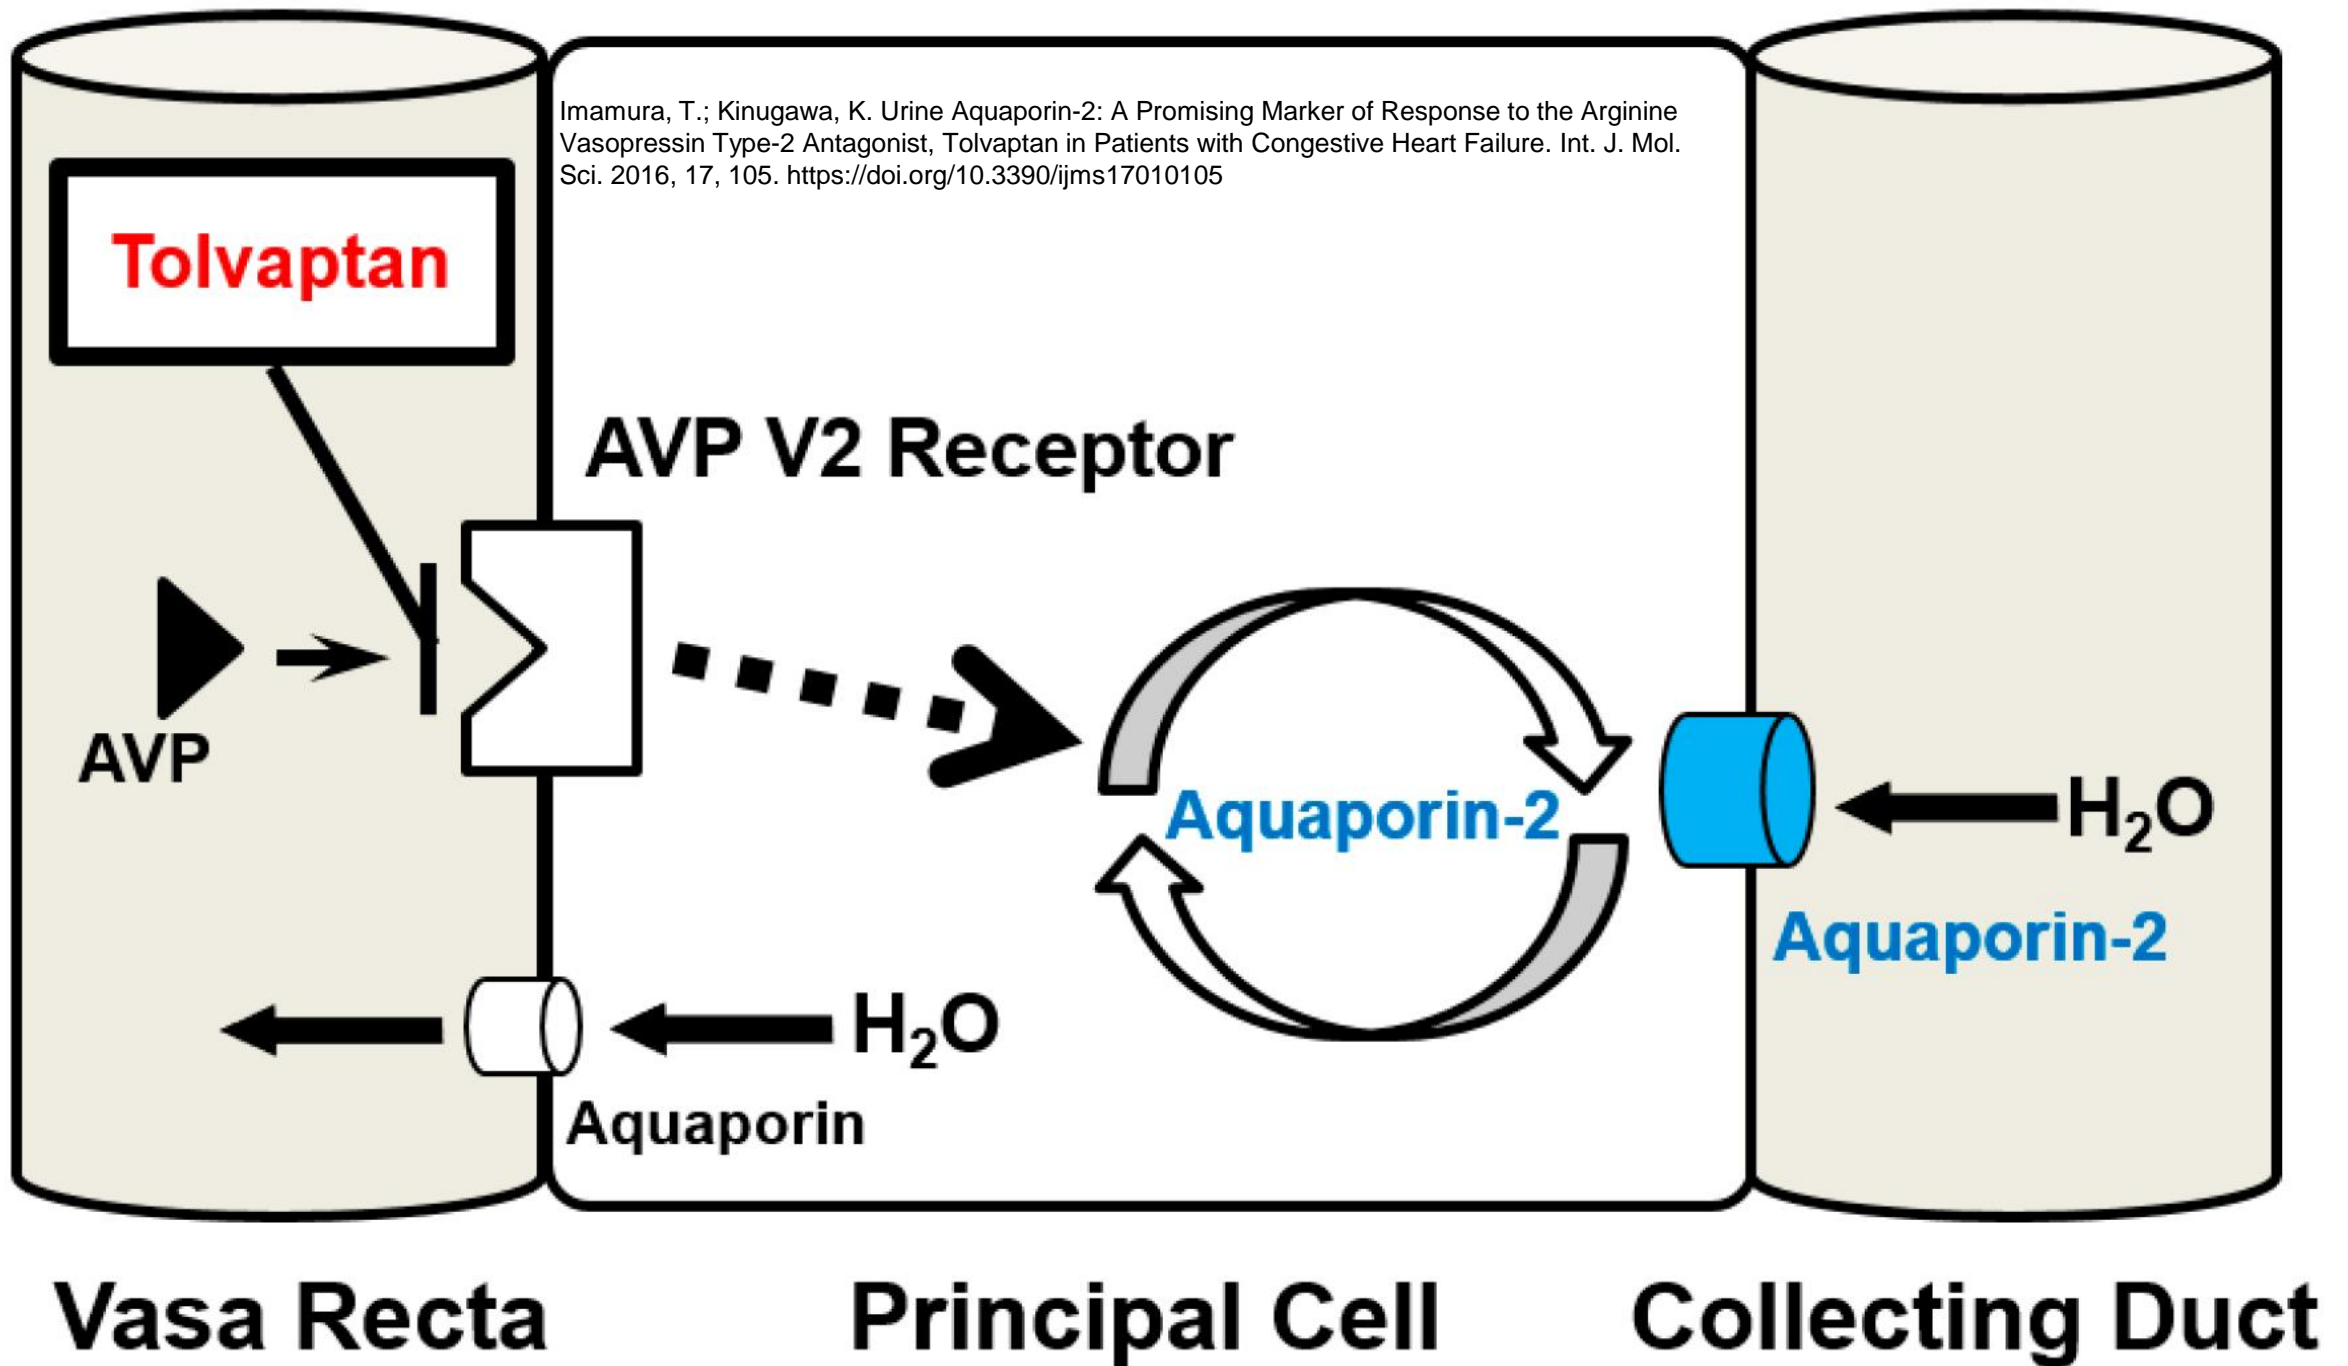 Imamura, T.; Kinugawa, K. Urine Aquaporin-2: A Promising Marker of Response to the Arginine
Vasopressin Type-2 Antagonist, Tolvaptan in Patients with Congestive Heart Failure. Int. J. Mol.
Sci. 2016, 17, 105. https://doi.org/10.3390/ijms17010105
Tolvaptan
AVP V2 Receptor
AVP
Aquaporin-2
H₂O
Aquaporin-2
H₂O
Aquaporin
Vasa Recta
Principal Cell
Collecting Duct